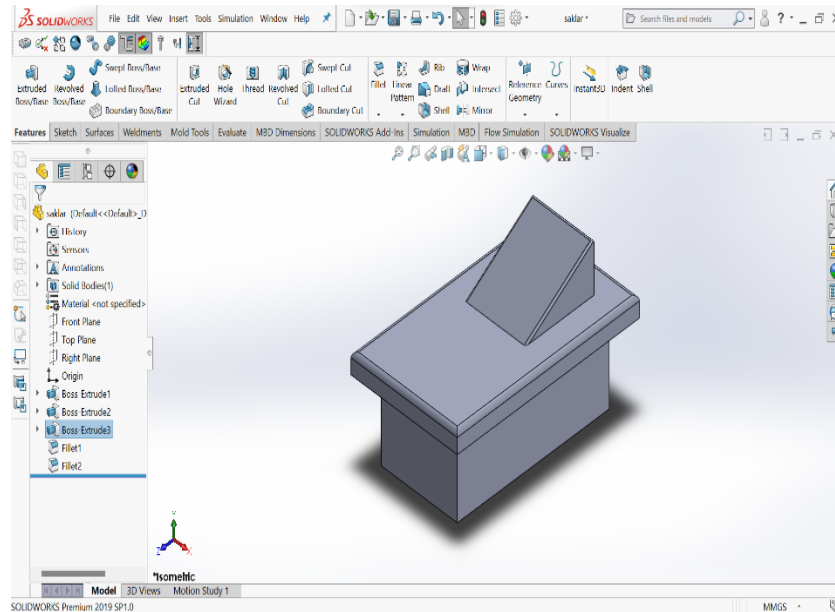 SOLIDWORKS File Edit View Insert Tools Simulation Window Help saklar * Search files and models
Extruded Boss/Base Revolved Boss/Base Swept Boss/Base Lofted Boss/Base Boundary Boss/Base Extruded Cut Hole Wizard Thread Revolved Cut Swept Cut Lofted Cut Boundary Cut Fillet Linear Pattern Rib Draft Shell Wrap Intersect Mirror Reference Geometry Curves Instant3D Indent Shell
Features Sketch Surfaces Weldments Mold Tools Evaluate MBD Dimensions SOLIDWORKS Add-Ins Simulation MBD Flow Simulation SOLIDWORKS Visualize
saklar (Default<<Default>_D
History
Sensors
Annotations
Solid Bodies(1)
Material <not specified>
Front Plane
Top Plane
Right Plane
Origin
Boss-Extrude1
Boss-Extrude2
Boss-Extrude3
Fillet1
Fillet2
Y
Z
X
*Isometric
Model 3D Views Motion Study 1
SOLIDWORKS Premium 2019 SP1.0 MMGS